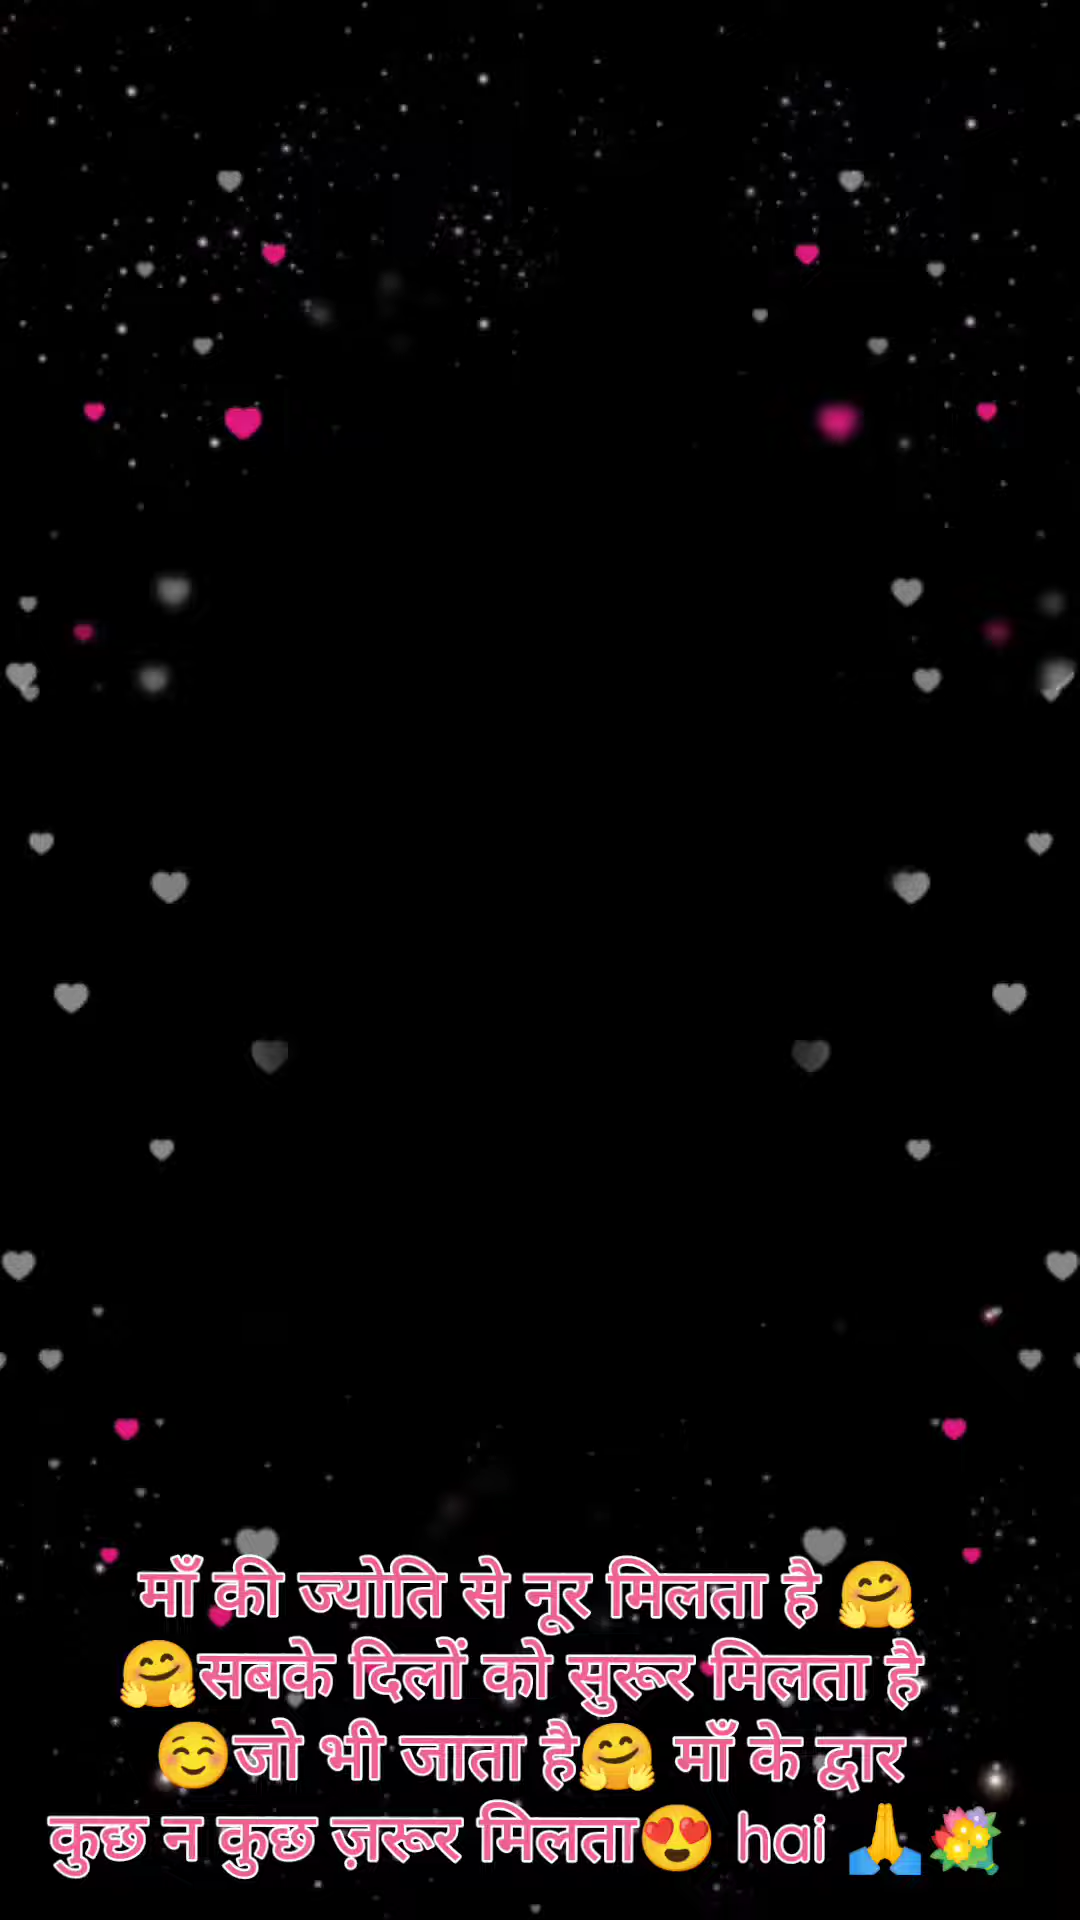 माँ की ज्योति से नूर मिलता है 🤗
🤗सबके दिलों को सुरूर मिलता है
☺️जो भी जाता है🤗 माँ के द्वार
कुछ न कुछ ज़रूर मिलता😍 hai 🙏💐